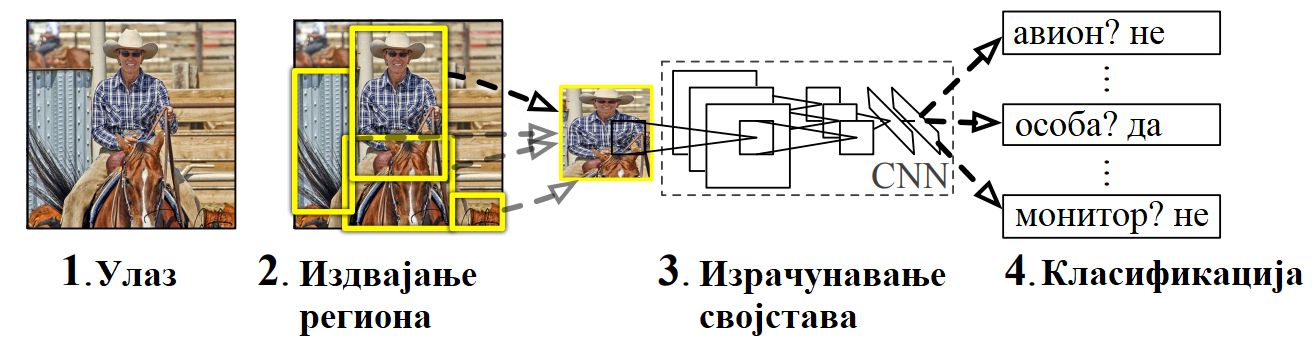 авион? не
⋮
особа? да
⋮
CNN
монитор? не
1. Улаз
2. Издвајање
региона
3. Израчунавање
својстава
4. Класификација